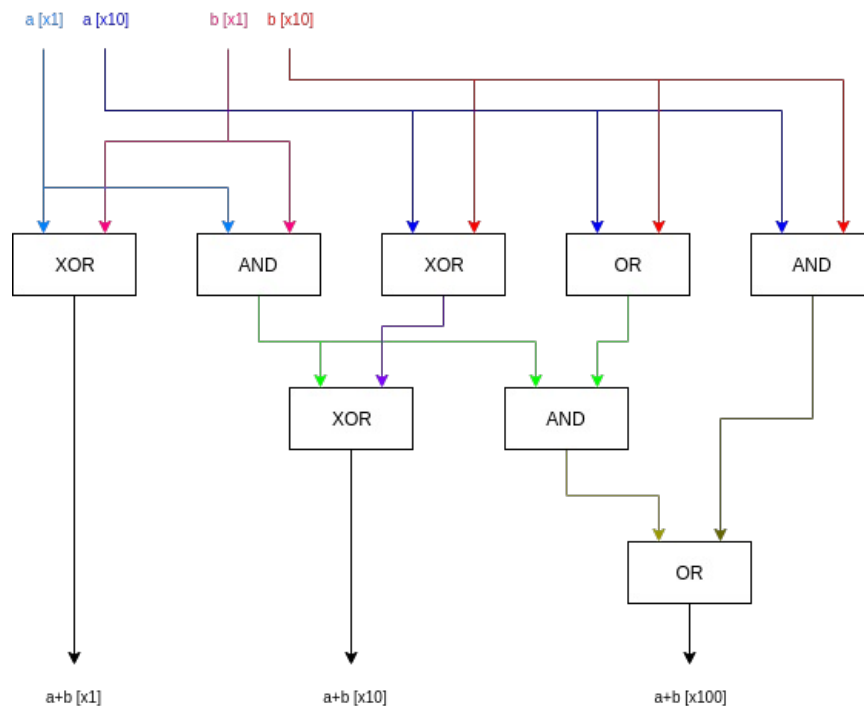 a [x1] a [x10] b [x1] b [x10]
XOR AND XOR OR AND
XOR AND
OR
a+b [x1] a+b [x10] a+b [x100]